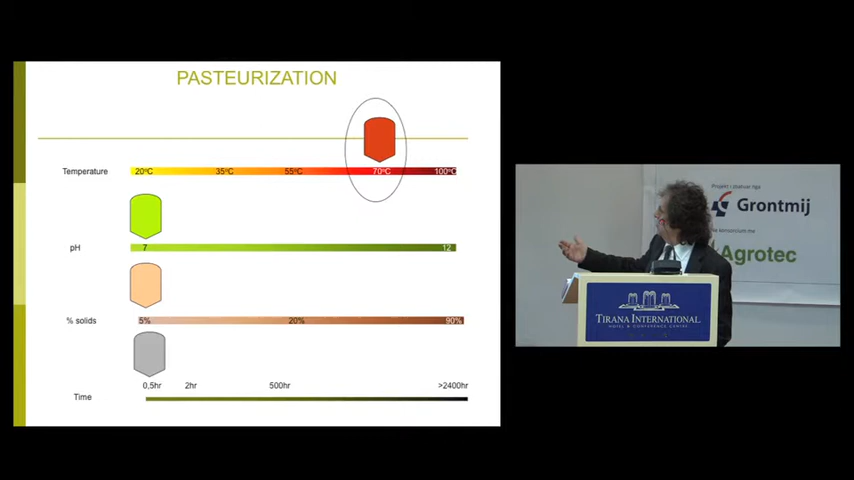 PASTEURIZATION
Temperature
20°C 35°C 55°C 70°C 100°C
pH
7 12
% solids
5% 20% 90%
0,5hr 2hr 500hr >2400hr
Time
Grontmij
Agrotec
TIRANA INTERNATIONAL
HOTEL & CONFERENCE CENTRE